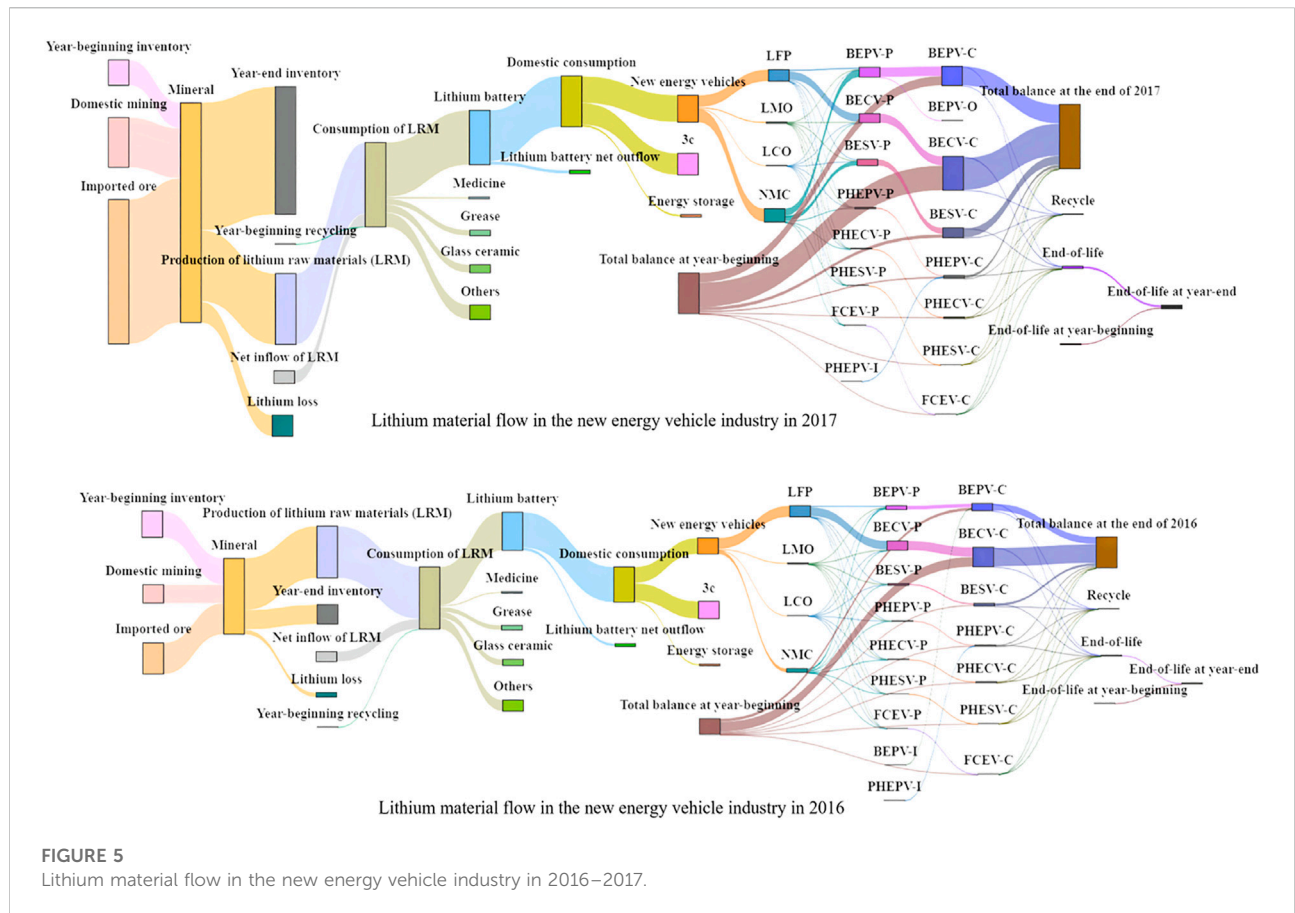 Year-beginning inventory
Domestic mining
Imported ore
Mineral
Year-end inventory
Year-beginning recycling
Production of lithium raw materials (LRM)
Net inflow of LRM
Lithium loss
Consumption of LRM
Lithium battery
Medicine
Grease
Glass ceramic
Others
Domestic consumption
Lithium battery net outflow
New energy vehicles
3c
Energy storage
Total balance at year-beginning
LFP
LMO
LCO
NMC
BEPV-P
BECV-P
BESV-P
PHEPV-P
PHECV-P
PHESV-P
FCEV-P
PHEPV-I
BEPV-C
BEPV-O
BECV-C
BESV-C
PHEPV-C
PHECV-C
PHESV-C
FCEV-C
Total balance at the end of 2017
Recycle
End-of-life
End-of-life at year-beginning
End-of-life at year-end
Lithium material flow in the new energy vehicle industry in 2017
Year-beginning inventory
Domestic mining
Imported ore
Mineral
Production of lithium raw materials (LRM)
Year-end inventory
Net inflow of LRM
Lithium loss
Year-beginning recycling
Consumption of LRM
Lithium battery
Medicine
Grease
Glass ceramic
Others
Domestic consumption
Lithium battery net outflow
New energy vehicles
3c
Energy storage
Total balance at year-beginning
LFP
LMO
LCO
NMC
BEPV-P
BECV-P
BESV-P
PHEPV-P
PHECV-P
PHESV-P
FCEV-P
BEPV-I
PHEPV-I
BEPV-C
BECV-C
BESV-C
PHEPV-C
PHECV-C
PHESV-C
FCEV-C
Total balance at the end of 2016
Recycle
End-of-life
End-of-life at year-beginning
End-of-life at year-end
Lithium material flow in the new energy vehicle industry in 2016
FIGURE 5
Lithium material flow in the new energy vehicle industry in 2016–2017.